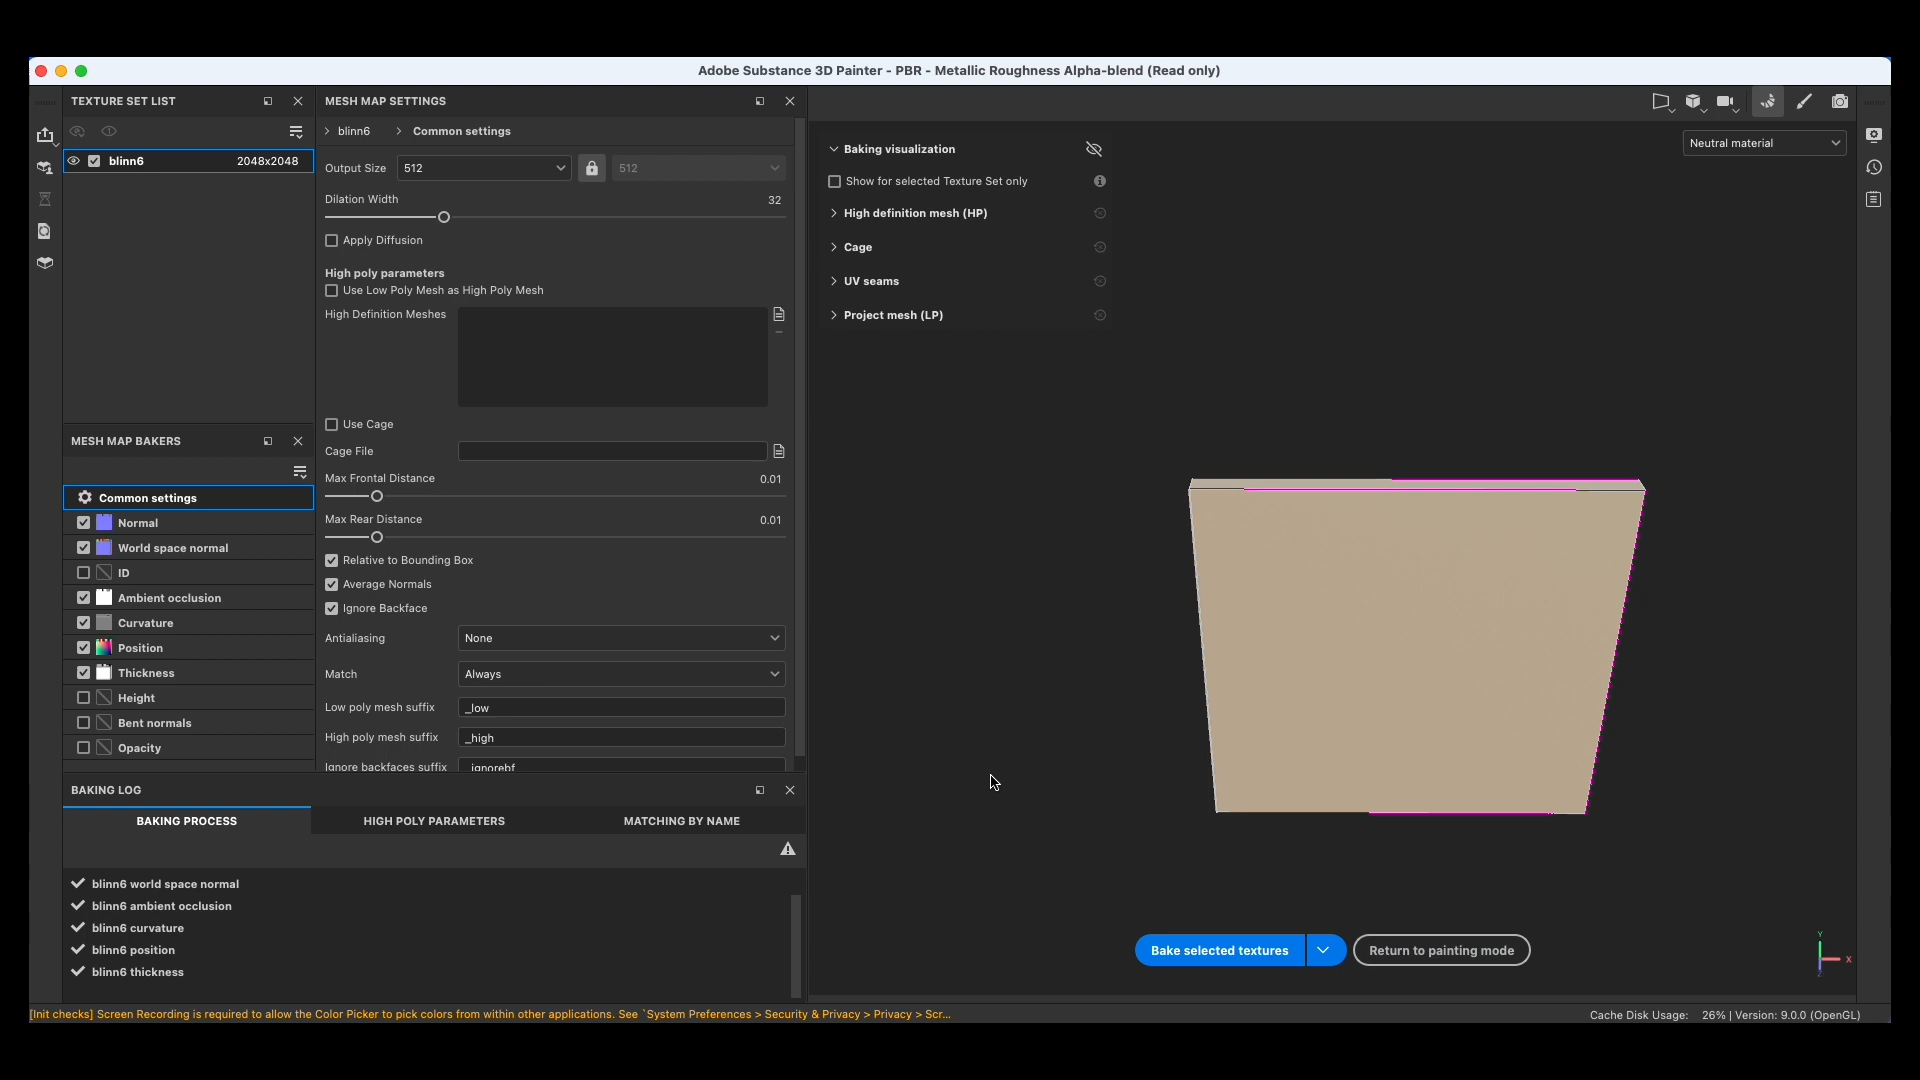 Adobe Substance 3D Painter - PBR - Metallic Roughness Alpha-blend (Read only)
TEXTURE SET LIST
blinn6 2048x2048
MESH MAP BAKERS
Common settings
Normal
World space normal
ID
Ambient occlusion
Curvature
Position
Thickness
Height
Bent normals
Opacity
MESH MAP SETTINGS
blinn6 Common settings
Output Size 512 512
Dilation Width 32
Apply Diffusion
High poly parameters
Use Low Poly Mesh as High Poly Mesh
High Definition Meshes
Use Cage
Cage File
Max Frontal Distance 0.01
Max Rear Distance 0.01
Relative to Bounding Box
Average Normals
Ignore Backface
Antialiasing None
Match Always
Low poly mesh suffix _low
High poly mesh suffix _high
Ignore backfaces suffix _ignorebf
BAKING LOG
BAKING PROCESS HIGH POLY PARAMETERS MATCHING BY NAME
blinn6 world space normal
blinn6 ambient occlusion
blinn6 curvature
blinn6 position
blinn6 thickness
Baking visualization
Show for selected Texture Set only
High definition mesh (HP)
Cage
UV seams
Project mesh (LP)
Neutral material
Bake selected textures
Return to painting mode
Y
X
Z
[Init checks] Screen Recording is required to allow the Color Picker to pick colors from within other applications. See `System Preferences > Security & Privacy > Privacy > Scr...
Cache Disk Usage: 26% | Version: 9.0.0 (OpenGL)